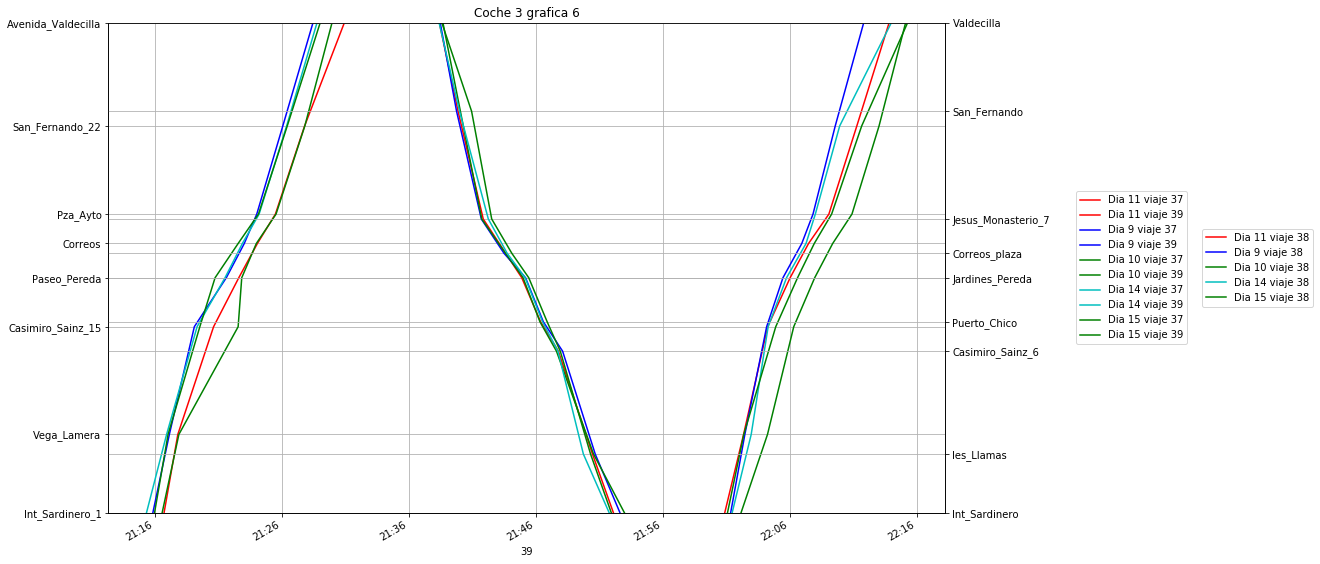 Coche 3 grafica 6
Avenida_Valdecilla
San_Fernando_22
Pza_Ayto
Correos
Paseo_Pereda
Casimiro_Sainz_15
Vega_Lamera
Int_Sardinero_1
Valdecilla
San_Fernando
Jesus_Monasterio_7
Correos_plaza
Jardines_Pereda
Puerto_Chico
Casimiro_Sainz_6
Ies_Llamas
Int_Sardinero
21:16
21:26
21:36
21:46
21:56
22:06
22:16
39
Dia 11 viaje 37
Dia 11 viaje 39
Dia 9 viaje 37
Dia 9 viaje 39
Dia 10 viaje 37
Dia 10 viaje 39
Dia 14 viaje 37
Dia 14 viaje 39
Dia 15 viaje 37
Dia 15 viaje 39
Dia 11 viaje 38
Dia 9 viaje 38
Dia 10 viaje 38
Dia 14 viaje 38
Dia 15 viaje 38